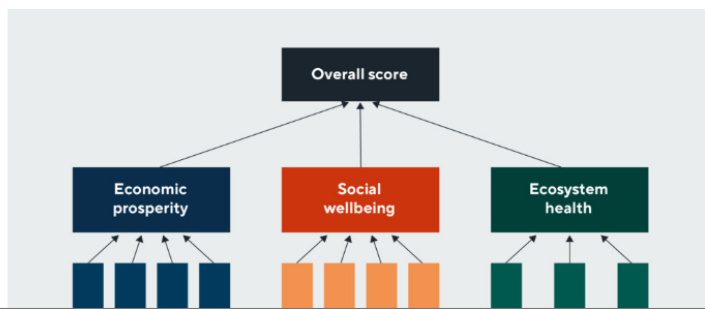 Overall score
Economic
prosperity
Social
wellbeing
Ecosystem
health